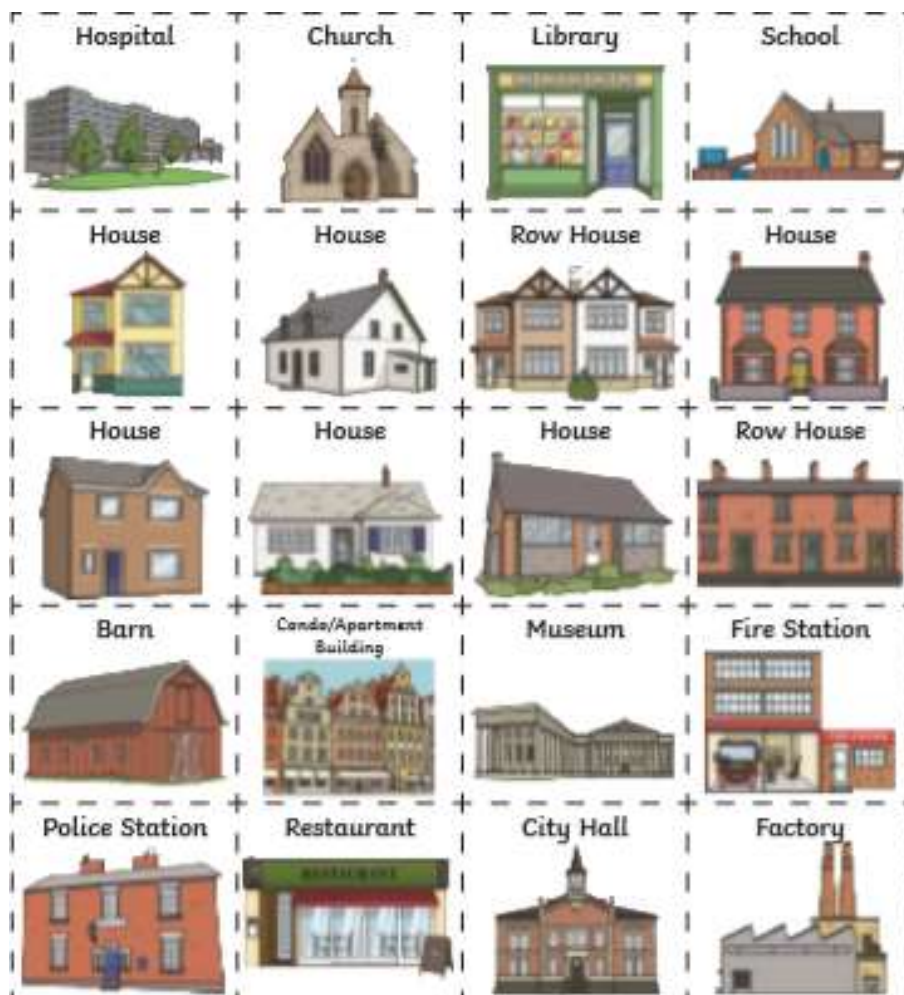 Hospital
Church
Library
School
House
House
Row House
House
House
House
House
Row House
Barn
Condo/Apartment
Building
Museum
Fire Station
Police Station
Restaurant
RESTAURANT
City Hall
Factory